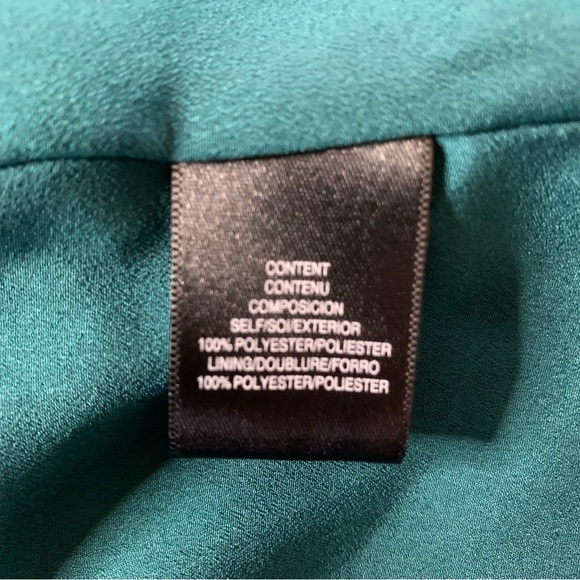 CONTENT
CONTENU
COMPOSICION
SELF/SOI/EXTERIOR
100% POLYESTER/POLIESTER
LINING/DOUBLURE/FORRO
100% POLYESTER/POLIESTER